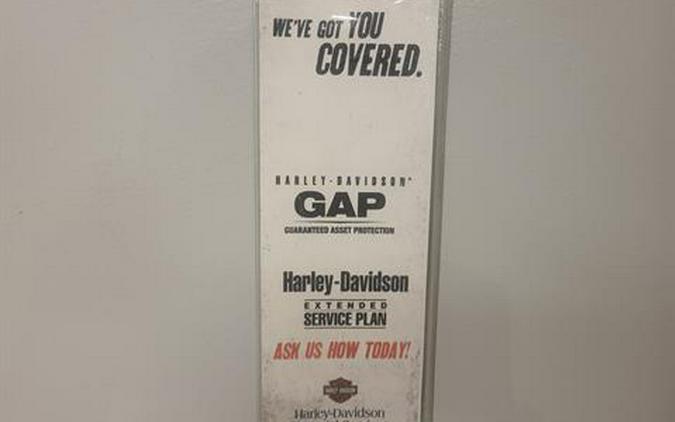 WE'VE GOT YOU
COVERED.
HARLEY-DAVIDSON®
GAP
GUARANTEED ASSET PROTECTION
Harley-Davidson
EXTENDED
SERVICE PLAN
ASK US HOW TODAY!
HARLEY-DAVIDSON
Harley-Davidson